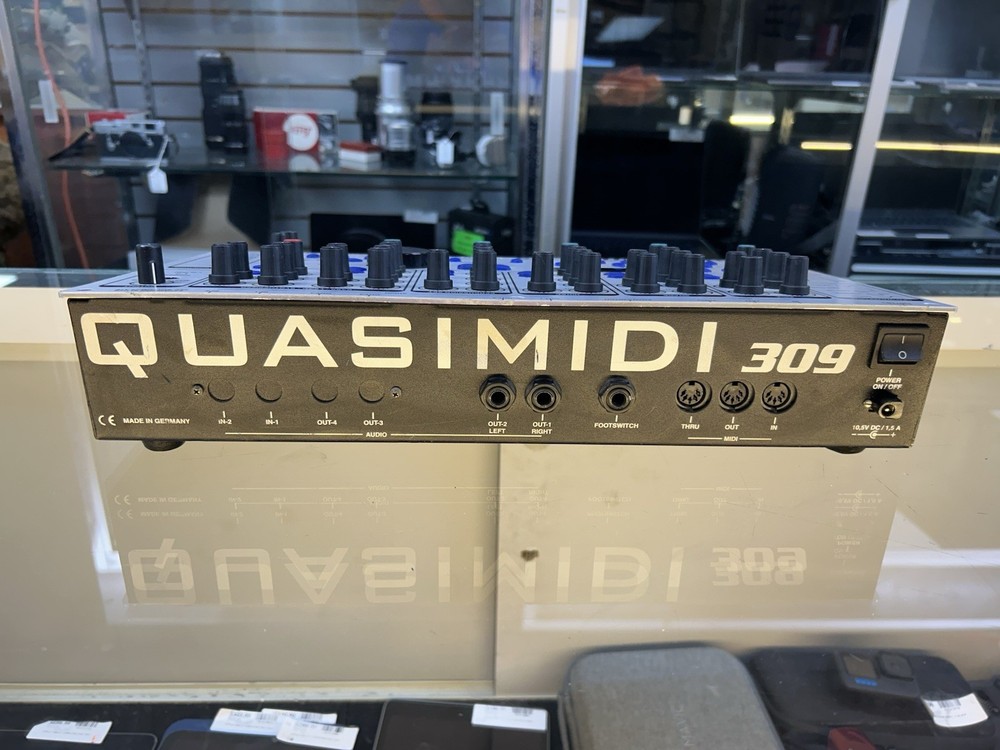 QUASIMIDI 309
POWER
ON / OFF
IN-2 IN-1 OUT-4 OUT-3 OUT-2 OUT-1 FOOTSWITCH THRU OUT IN
LEFT RIGHT
CE MADE IN GERMANY
AUDIO MIDI
10,5V DC / 1,5 A